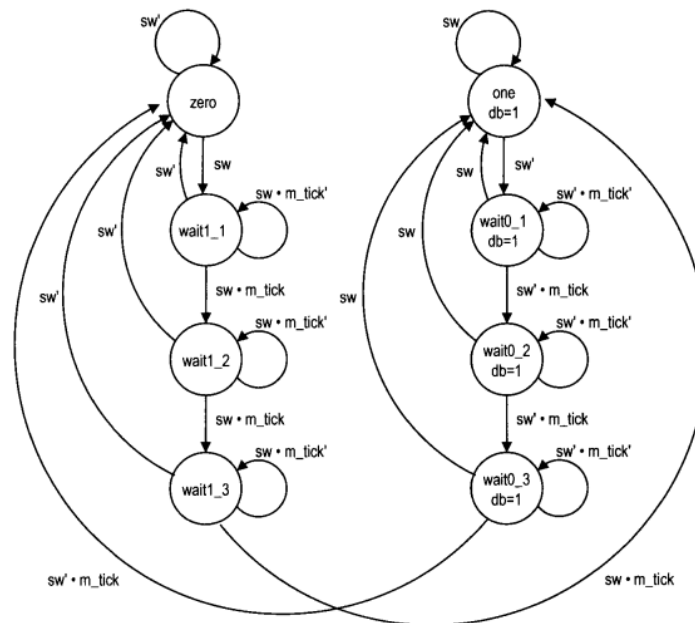 sw'
sw
zero
one
db=1
sw'
sw
sw
sw'
sw • m_tick'
sw' • m_tick'
wait1_1
wait0_1
db=1
sw'
sw
sw • m_tick
sw' • m_tick
sw'
sw
sw • m_tick'
sw' • m_tick'
wait1_2
wait0_2
db=1
sw • m_tick
sw' • m_tick
sw • m_tick'
sw' • m_tick'
wait1_3
wait0_3
db=1
sw' • m_tick
sw • m_tick